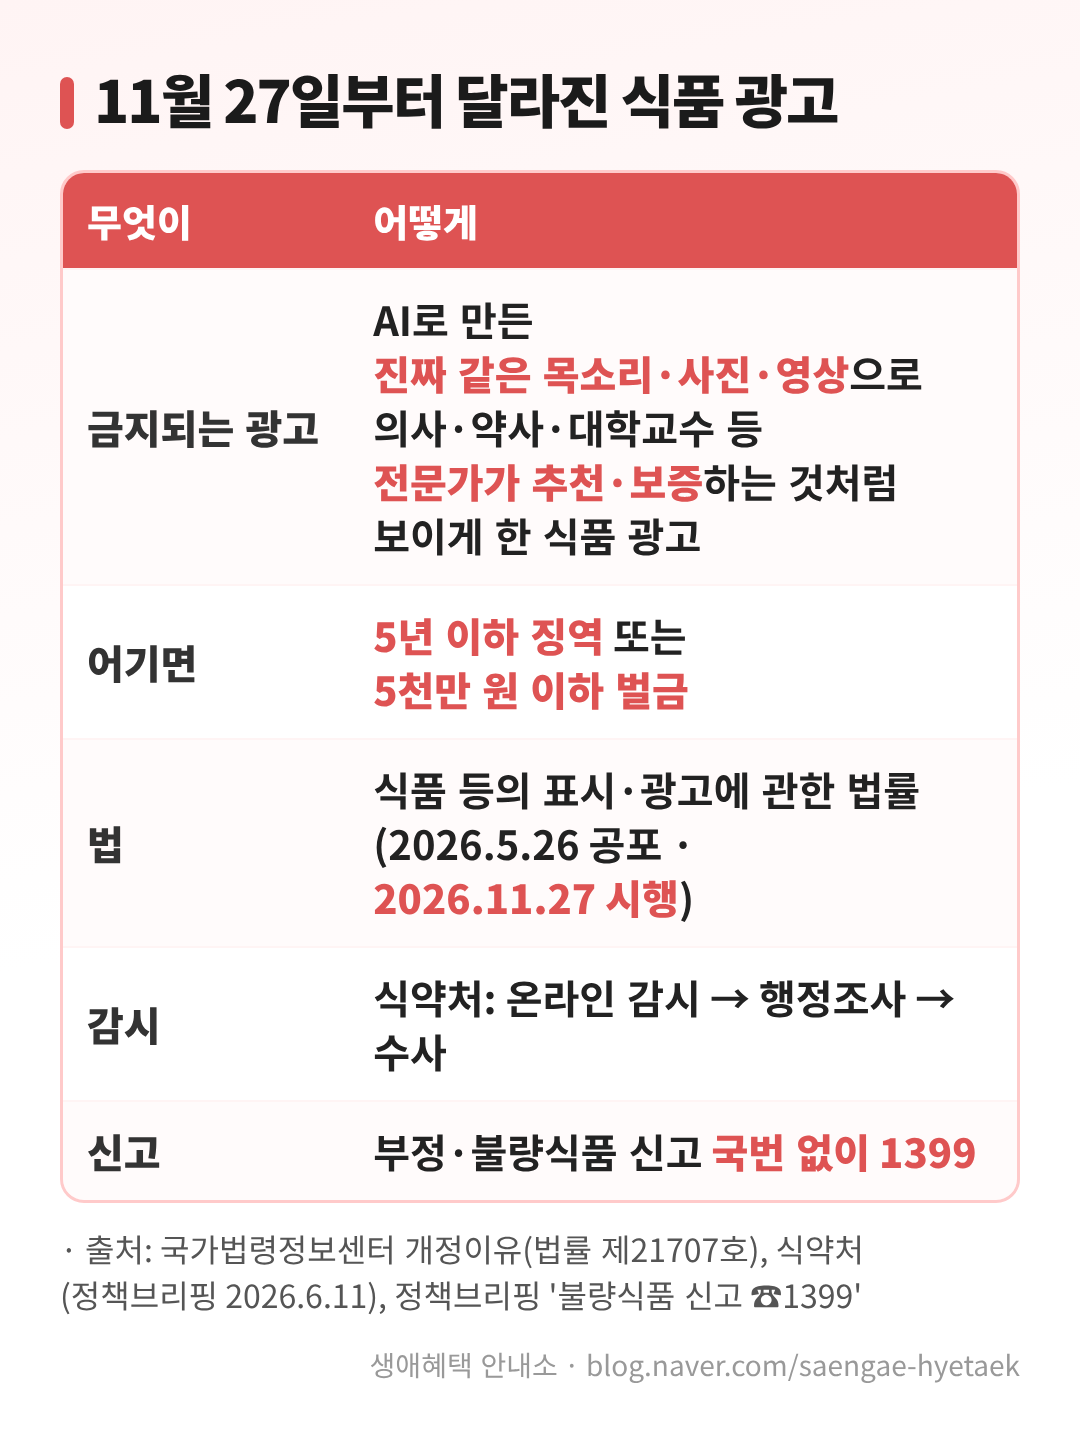 11월 27일부터 달라진 식품 광고
무엇이
어떻게
금지되는 광고
AI로 만든
진짜 같은 목소리·사진·영상으로
의사·약사·대학교수 등
전문가가 추천·보증하는 것처럼
보이게 한 식품 광고
어기면
5년 이하 징역 또는
5천만 원 이하 벌금
법
식품 등의 표시·광고에 관한 법률
(2026.5.26 공포 ·
2026.11.27 시행)
감시
식약처: 온라인 감시 → 행정조사 →
수사
신고
부정·불량식품 신고 국번 없이 1399
· 출처: 국가법령정보센터 개정이유(법률 제21707호), 식약처
(정책브리핑 2026.6.11), 정책브리핑 '불량식품 신고 ☎1399'
생애혜택 안내소 · blog.naver.com/saengae-hyetaek